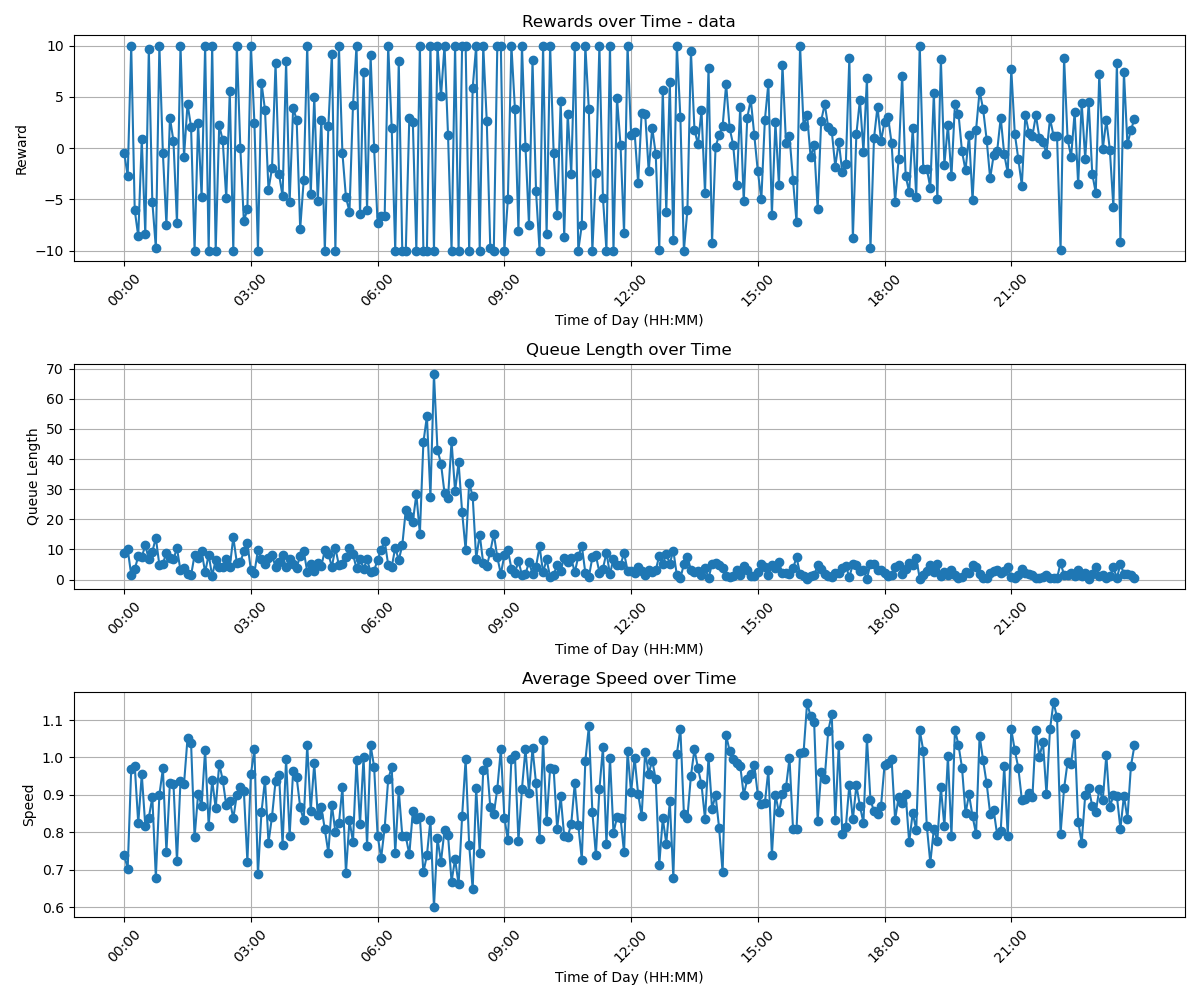 Rewards over Time - data
Reward
10
5
0
−5
−10
00:00 03:00 06:00 09:00 12:00 15:00 18:00 21:00
Time of Day (HH:MM)
Queue Length over Time
Queue Length
70
60
50
40
30
20
10
0
00:00 03:00 06:00 09:00 12:00 15:00 18:00 21:00
Time of Day (HH:MM)
Average Speed over Time
Speed
1.1
1.0
0.9
0.8
0.7
0.6
00:00 03:00 06:00 09:00 12:00 15:00 18:00 21:00
Time of Day (HH:MM)